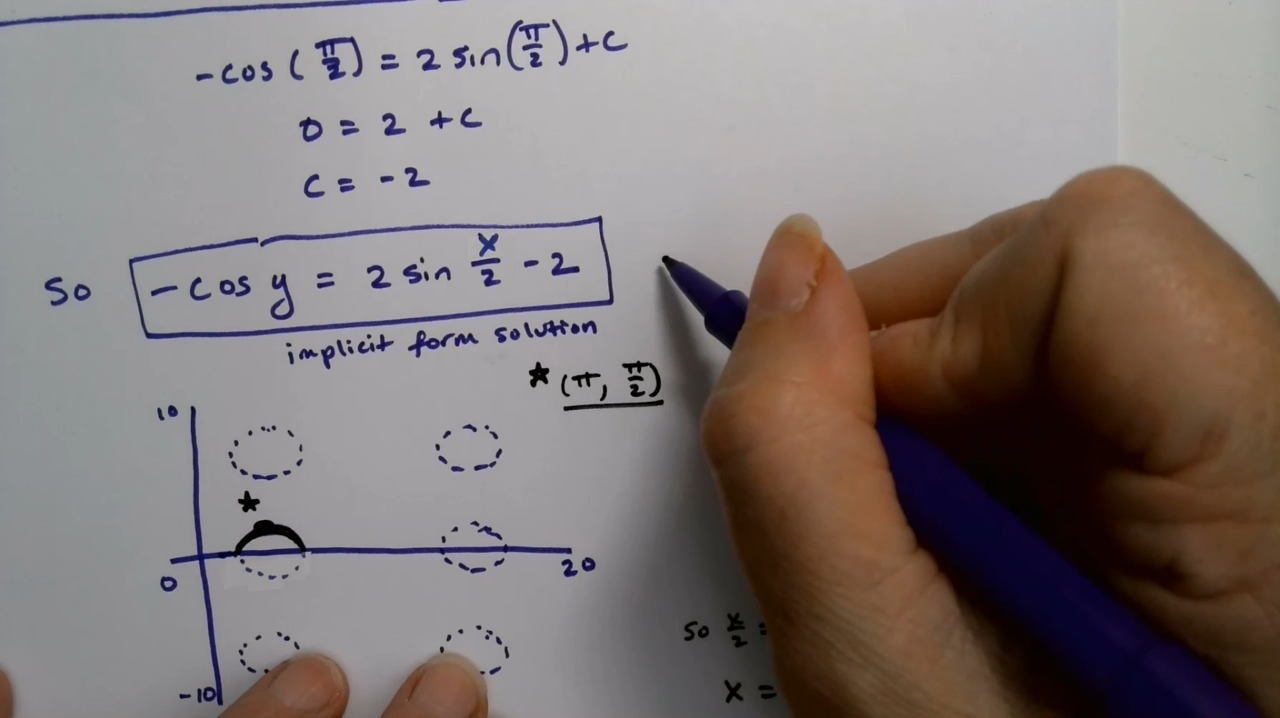 -cos(π/2) = 2 sin(π/2) + C
0 = 2 + C
C = -2
So -cos y = 2 sin x/2 - 2
implicit form solution
* (π, π/2)
10
*
0
20
-10
So x/2 =
x =